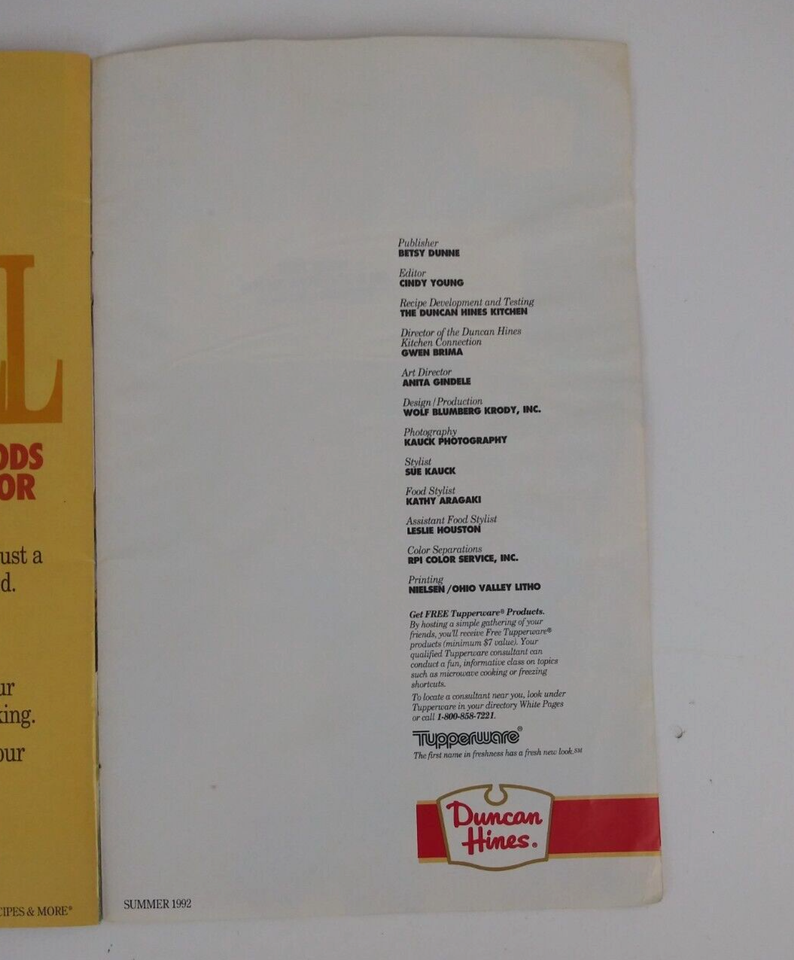 L
ODS
OR
ust a
d.
ur
ing.
our
CIPES & MORE®
Publisher
BETSY DUNNE
Editor
CINDY YOUNG
Recipe Development and Testing
THE DUNCAN HINES KITCHEN
Director of the Duncan Hines
Kitchen Connection
GWEN BRIMA
Art Director
ANITA GINDELE
Design/Production
WOLF BLUMBERG KRODY, INC.
Photography
KAUCK PHOTOGRAPHY
Stylist
SUE KAUCK
Food Stylist
KATHY ARAGAKI
Assistant Food Stylist
LESLIE HOUSTON
Color Separations
RPI COLOR SERVICE, INC.
Printing
NIELSEN/OHIO VALLEY LITHO
Get FREE Tupperware® Products.
By hosting a simple gathering of your
friends, you'll receive Free Tupperware®
products (minimum $7 value). Your
qualified Tupperware consultant can
conduct a fun, informative class on topics
such as microwave cooking or freezing
shortcuts.
To locate a consultant near you, look under
Tupperware in your directory White Pages
or call 1-800-858-7221.
Tupperware®
The first name in freshness has a fresh new look.SM
Duncan
Hines.®
SUMMER 1992